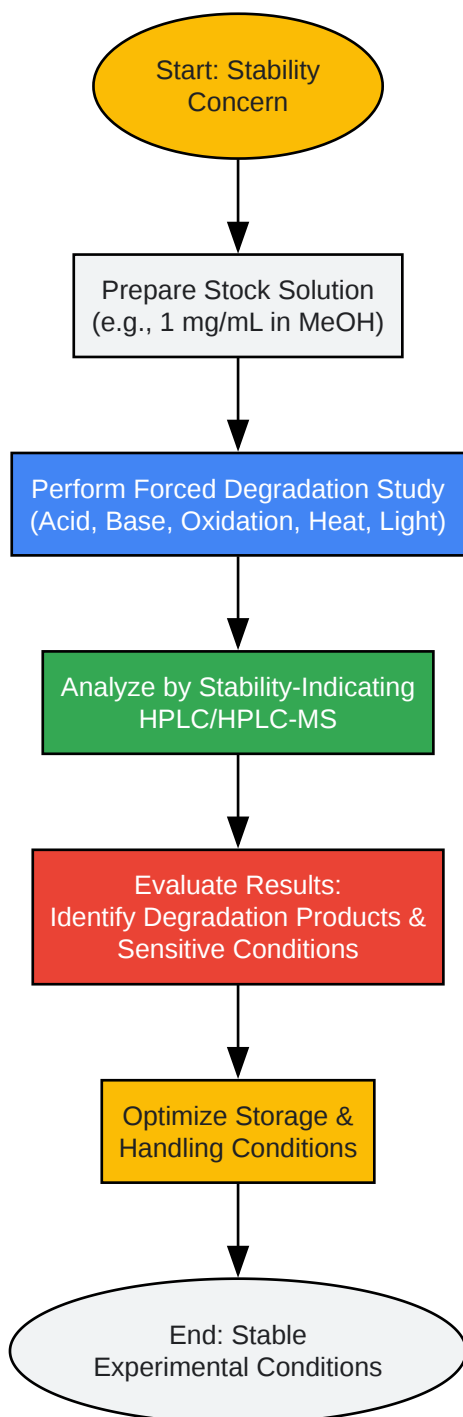 Start: Stability
Concern
Prepare Stock Solution
(e.g., 1 mg/mL in MeOH)
Perform Forced Degradation Study
(Acid, Base, Oxidation, Heat, Light)
Analyze by Stability-Indicating
HPLC/HPLC-MS
Evaluate Results:
Identify Degradation Products &
Sensitive Conditions
Optimize Storage &
Handling Conditions
End: Stable
Experimental Conditions